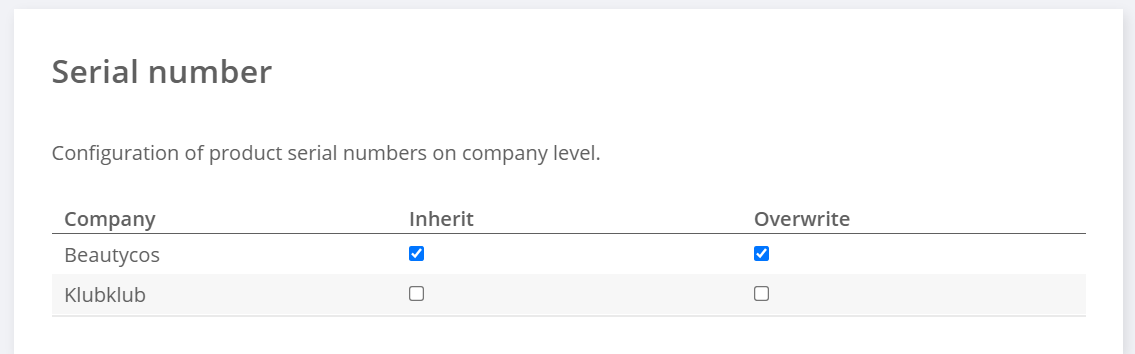 Serial number
Configuration of product serial numbers on company level.
Company Inherit Overwrite
Beautycos
Klubklub